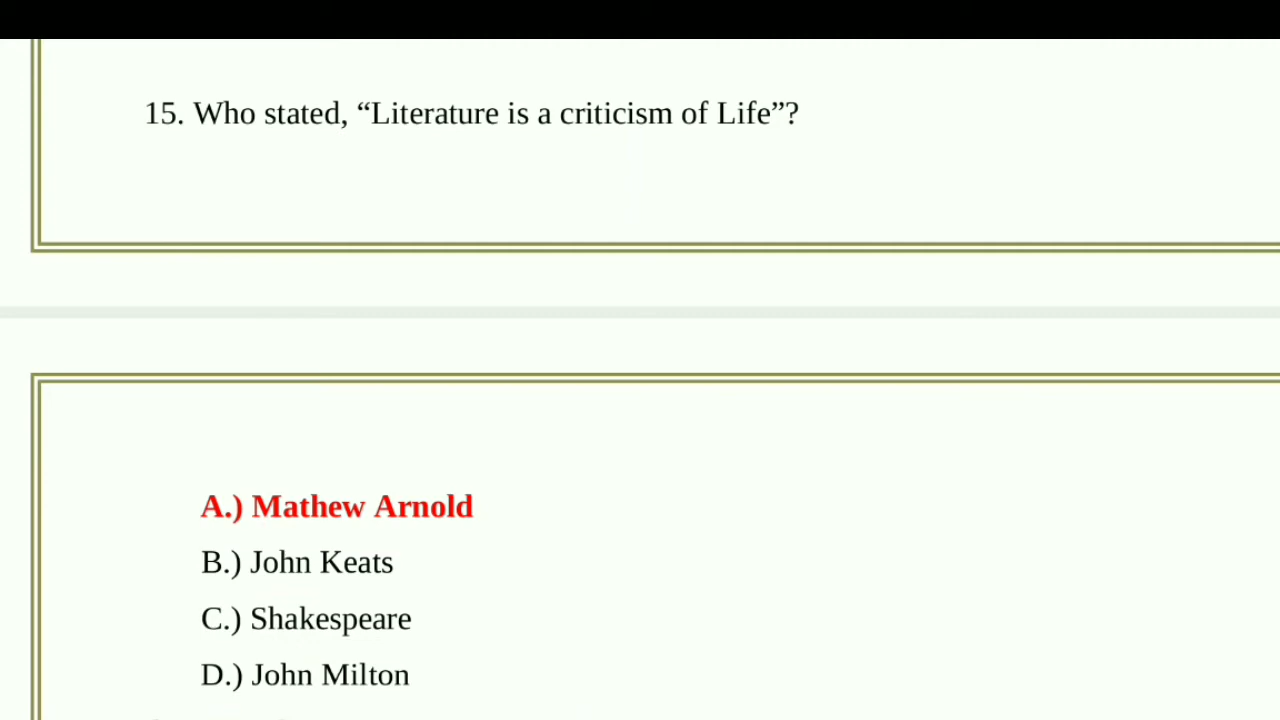 15. Who stated, “Literature is a criticism of Life”?
A.) Mathew Arnold
B.) John Keats
C.) Shakespeare
D.) John Milton